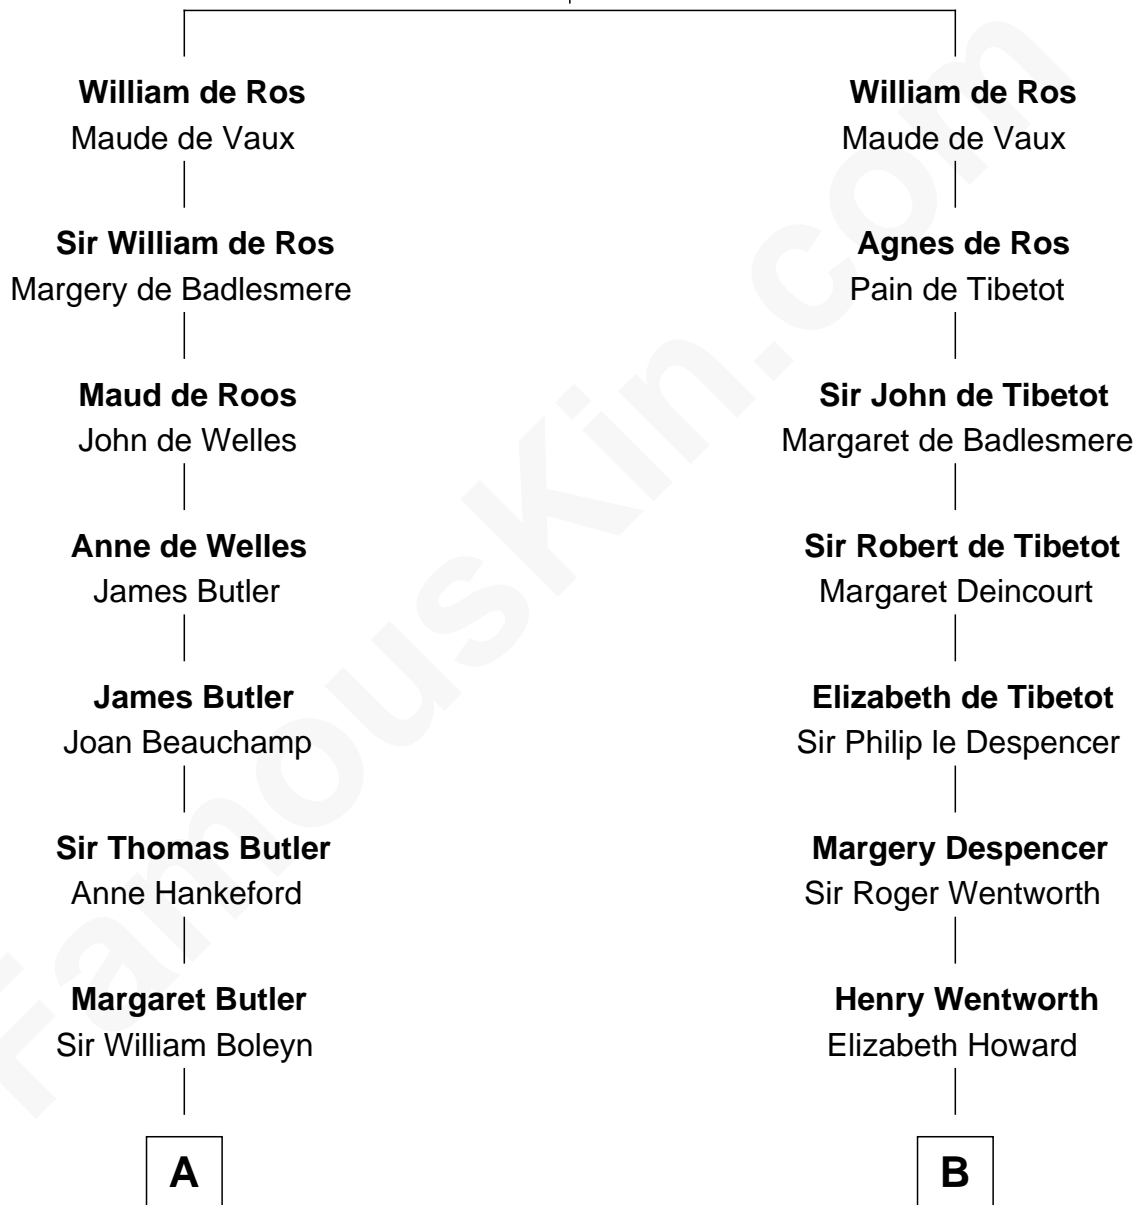 William de Ros
Maude de Vaux
Sir William de Ros
Margery de Badlesmere
Maud de Roos
John de Welles
Anne de Welles
James Butler
James Butler
Joan Beauchamp
Sir Thomas Butler
Anne Hankeford
Margaret Butler
Sir William Boleyn
A
William de Ros
Maude de Vaux
Agnes de Ros
Pain de Tibetot
Sir John de Tibetot
Margaret de Badlesmere
Sir Robert de Tibetot
Margaret Deincourt
Elizabeth de Tibetot
Sir Philip le Despencer
Margery Despencer
Sir Roger Wentworth
Henry Wentworth
Elizabeth Howard
B
FamousKin.com